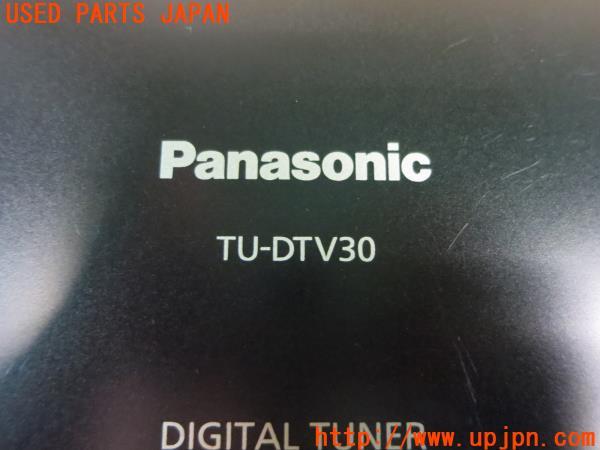 USED PARTS JAPAN
Panasonic
TU-DTV30
DIGITAL TUNER
http://www.upjpn.com